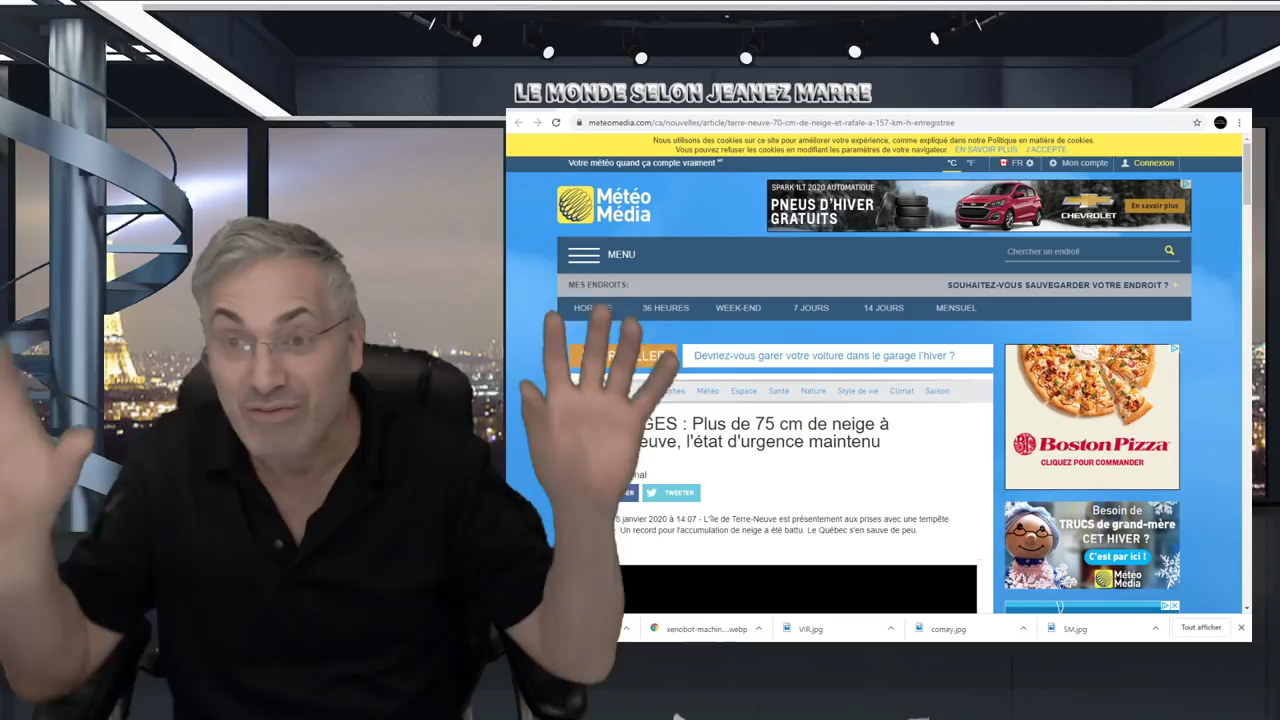 LE MONDE SELON JEANEZ MARRE
meteomedia.com/ca/nouvelles/article/terre-neuve-70-cm-de-neige-et-rafale-a-157-km-h-enregistree
Nous utilisons des cookies sur ce site pour améliorer votre expérience, comme expliqué dans notre Politique en matière de cookies.
Vous pouvez refuser les cookies en modifiant les paramètres de votre navigateur. EN SAVOIR PLUS J'ACCEPTE
Votre météo quand ça compte vraiment
°C °F FR Mon compte Connexion
Météo
Média
SPARK 1LT 2020 AUTOMATIQUE
PNEUS D'HIVER
GRATUITS
CHEVROLET
En savoir plus
MENU
Chercher un endroit
MES ENDROITS:
SOUHAITEZ-VOUS SAUVEGARDER VOTRE ENDROIT ? +
36 HEURES WEEK-END 7 JOURS 14 JOURS MENSUEL
Devriez-vous garer votre voiture dans le garage l'hiver ?
Météo Espace Santé Nature Style de vie Climat Saison
GES : Plus de 75 cm de neige à
euve, l'état d'urgence maintenu
TWEETER
8 janvier 2020 à 14:07 - L'île de Terre-Neuve est présentement aux prises avec une tempête
Un record pour l'accumulation de neige a été battu. Le Québec s'en sauve de peu.
BOSTON PIZZA
CLIQUEZ POUR COMMANDER
Besoin de
TRUCS de grand-mère
CET HIVER ?
C'est par ici !
Météo
Média
xenobot-machin....webp VIR.jpg comey.jpg SM.jpg Tout afficher